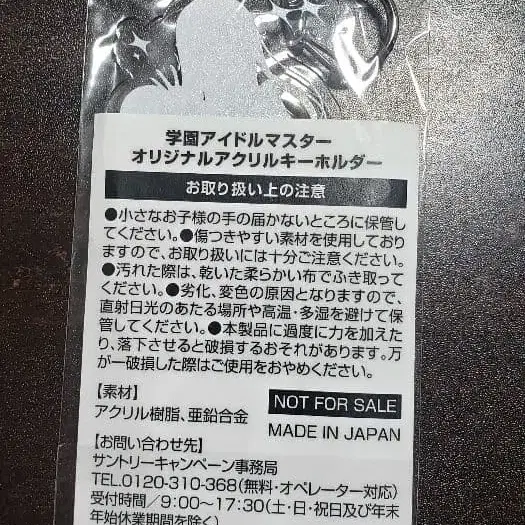 学園アイドルマスター
オリジナルアクリルキーホルダー
お取り扱い上の注意
●小さなお子様の手の届かないところに保管し
てください。●傷つきやすい素材を使用しており
ますので、お取り扱いには十分ご注意ください。
●汚れた際は、乾いた柔らかい布でふき取って
ください。●劣化、変色の原因となりますので、
直射日光のあたる場所や高温・多湿を避けて保
管してください。●本製品に過度に力を加えた
り、落下させると破損するおそれがあります。万
が一破損した際はご使用をおやめください。
【素材】
アクリル樹脂、亜鉛合金
NOT FOR SALE
MADE IN JAPAN
【お問い合わせ先】
サントリーキャンペーン事務局
TEL.0120-310-368(無料・オペレーター対応)
受付時間/9:00~17:30(土・日・祝日及び年末
年始休業期間を除く)